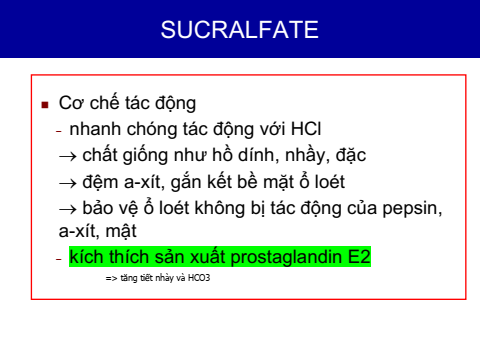 SUCRALFATE
▪ Cơ chế tác động
– nhanh chóng tác động với HCl
→ chất giống như hồ dính, nhầy, đặc
→ đệm a-xít, gắn kết bề mặt ổ loét
→ bảo vệ ổ loét không bị tác động của pepsin,
a-xít, mật
– kích thích sản xuất prostaglandin E2
=> tăng tiết nhày và HCO3